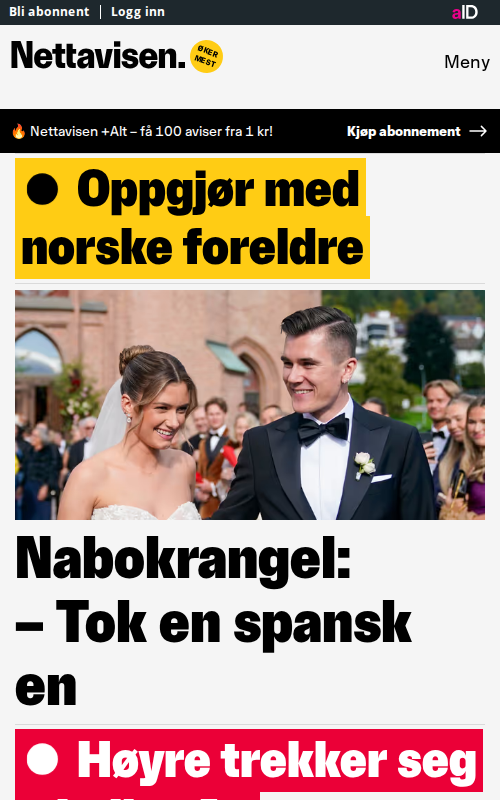 Bli abonnent
Logg inn
aID
Nettavisen.
ØKER
MEST
Meny
🔥 Nettavisen +Alt – få 100 aviser fra 1 kr!
Kjøp abonnement →
● Oppgjør med
norske foreldre
Nabokrangel:
– Tok en spansk
en
● Høyre trekker seg